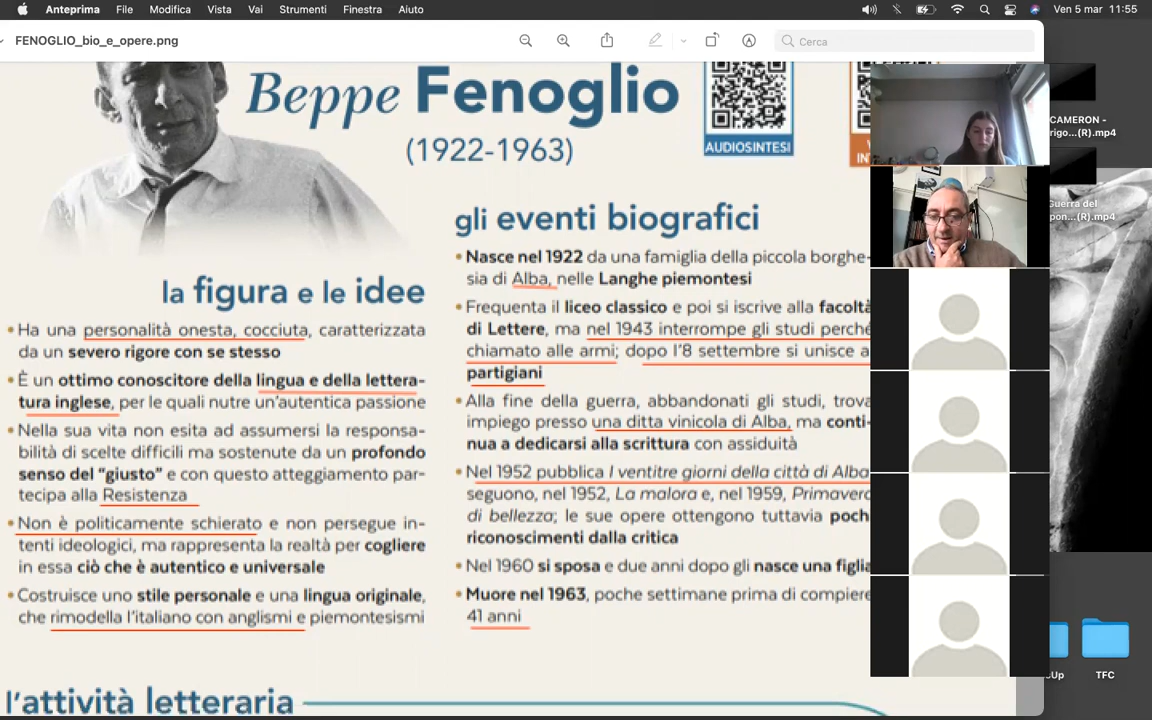 Anteprima File Modifica Vista Vai Strumenti Finestra Aiuto Ven 5 mar 11:55
FENOGLIO_bio_e_opere.png
Cerca
Beppe Fenoglio
(1922-1963)
AUDIOSINTESI
la figura e le idee
•Ha una personalità onesta, cocciuta, caratterizzata
da un severo rigore con se stesso
•È un ottimo conoscitore della lingua e della lettera-
tura inglese, per le quali nutre un'autentica passione
•Nella sua vita non esita ad assumersi la responsa-
bilità di scelte difficili ma sostenute da un profondo
senso del "giusto" e con questo atteggiamento par-
tecipa alla Resistenza
•Non è politicamente schierato e non persegue in-
tenti ideologici, ma rappresenta la realtà per cogliere
in essa ciò che è autentico e universale
•Costruisce uno stile personale e una lingua originale,
che rimodella l'italiano con anglismi e piemontesismi
gli eventi biografici
•Nasce nel 1922 da una famiglia della piccola borghe-
sia di Alba, nelle Langhe piemontesi
•Frequenta il liceo classico e poi si iscrive alla facoltà
di Lettere, ma nel 1943 interrompe gli studi perché
chiamato alle armi; dopo l'8 settembre si unisce a
partigiani
•Alla fine della guerra, abbandonati gli studi, trova
impiego presso una ditta vinicola di Alba, ma conti-
nua a dedicarsi alla scrittura con assiduità
•Nel 1952 pubblica I ventitre giorni della città di Alba
seguono, nel 1952, La malora e, nel 1959, Primavera
di bellezza; le sue opere ottengono tuttavia poch
riconoscimenti dalla critica
•Nel 1960 si sposa e due anni dopo gli nasce una figlia
•Muore nel 1963, poche settimane prima di compiere
41 anni
l'attività letteraria
CAMERON -
rigo...(R).mp4
Guerra del
pon...(R).mp4
Up
TFC